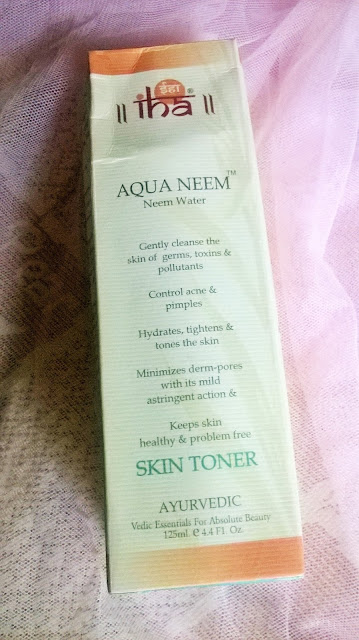 ईहा
॥ ihā ® ॥
AQUA NEEM™
Neem Water
Gently cleanse the
skin of germs, toxins &
pollutants
Control acne &
pimples
Hydrates, tightens &
tones the skin
Minimizes derm-pores
with its mild
astringent action &
Keeps skin
healthy & problem free
SKIN TONER
AYURVEDIC
Vedic Essentials For Absolute Beauty
125ml. ℮ 4.4 Fl. Oz.